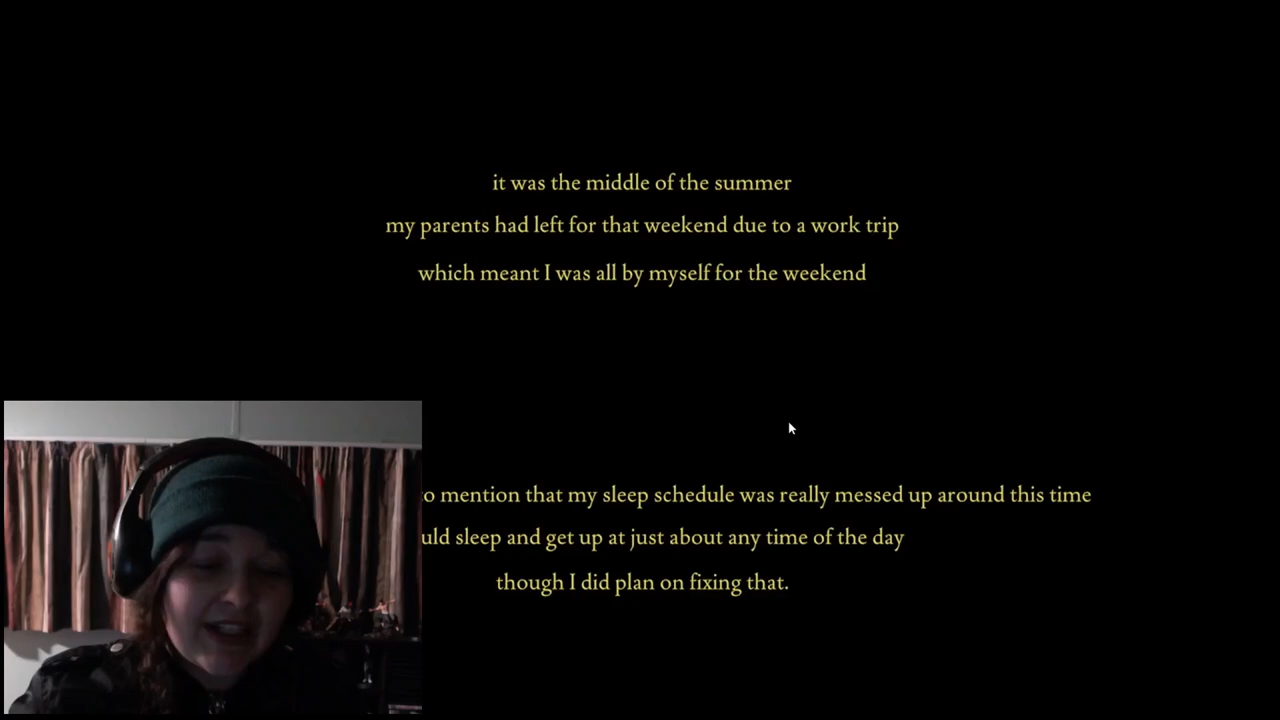 it was the middle of the summer
my parents had left for that weekend due to a work trip
which meant I was all by myself for the weekend
to mention that my sleep schedule was really messed up around this time
sleep and get up at just about any time of the day
though I did plan on fixing that.